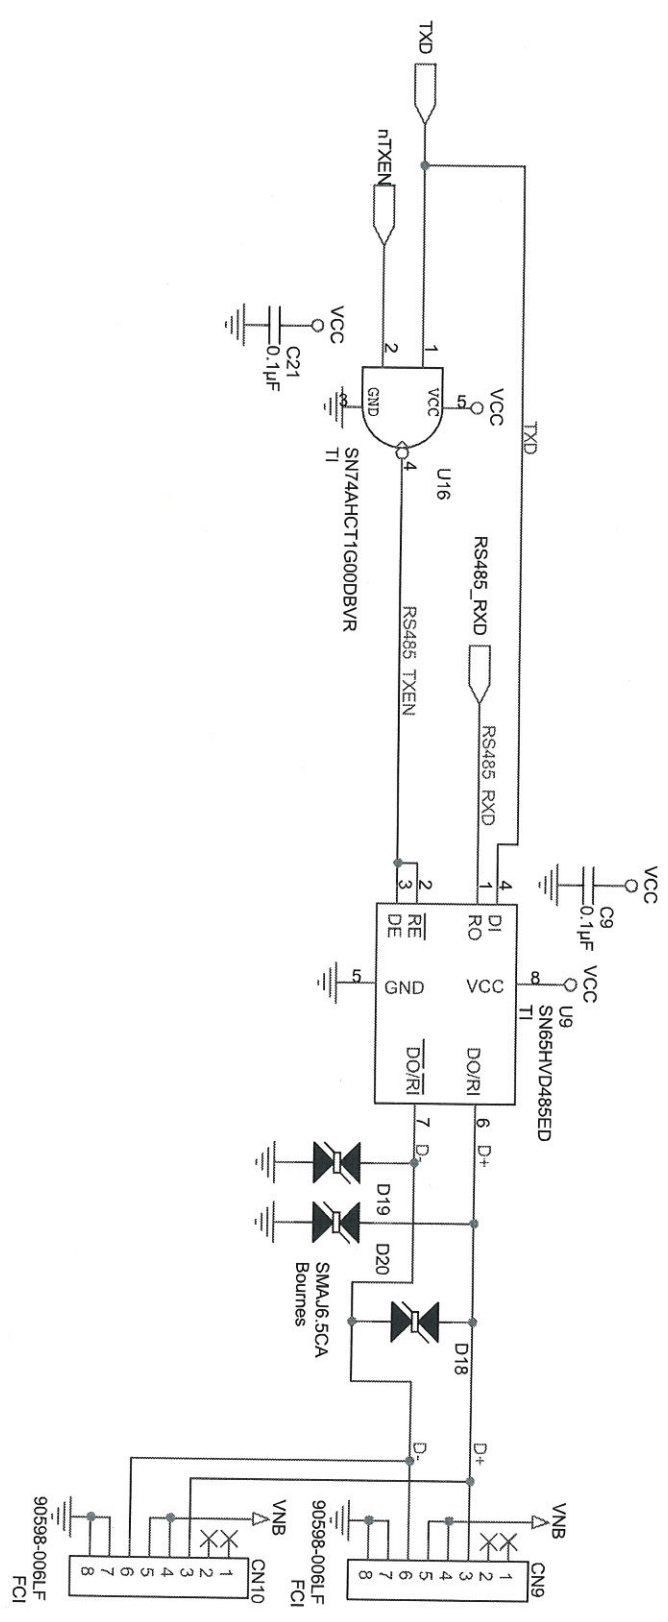 TXD
nTXEN
VCC
C21
0.1µF
1
2
VCC
5
VCC
GND
3
4
U16
SN74AHCT1G00DBVR
TI
TXD
RS485_TXEN
RS485_RXD
RS485_RXD
VCC
C9
0.1µF
4
1
2
3
DI
RO
RE
DE
VCC
8
VCC
GND
5
U9
SN65HVD485ED
TI
DO/RI
DO/RI
6
D+
7
D-
D19
D20
SMAJ6.5CA
Bournes
D18
D+
D-
VNB
CN9
1
2
3
4
5
6
7
8
90598-006LF
FCI
VNB
CN10
1
2
3
4
5
6
7
8
90598-006LF
FCI